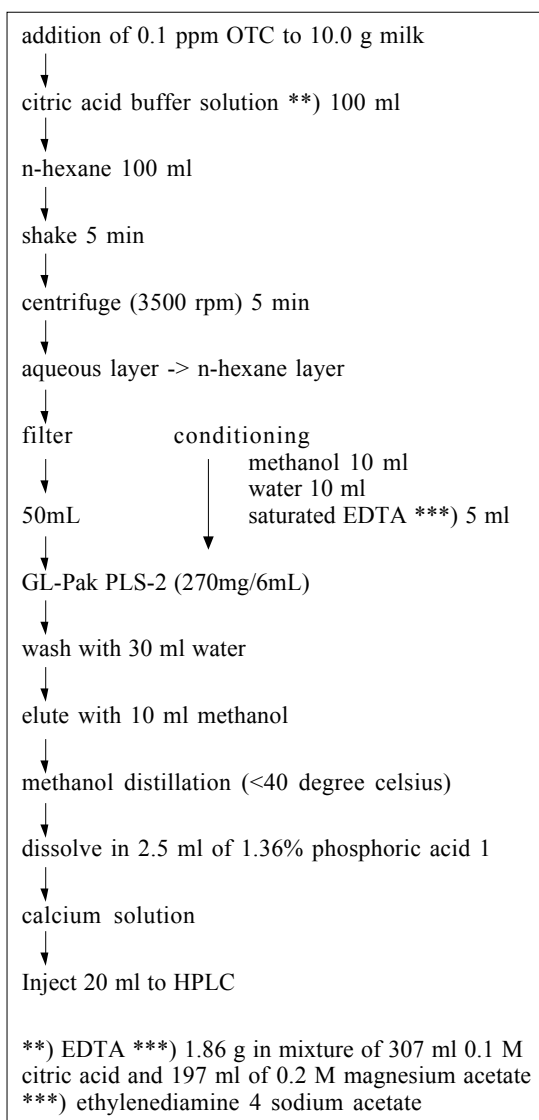 addition of 0.1 ppm OTC to 10.0 g milk
citric acid buffer solution **) 100 ml
n-hexane 100 ml
shake 5 min
centrifuge (3500 rpm) 5 min
aqueous layer -> n-hexane layer
filter conditioning
methanol 10 ml
water 10 ml
50mL saturated EDTA ***) 5 ml
GL-Pak PLS-2 (270mg/6mL)
wash with 30 ml water
elute with 10 ml methanol
methanol distillation (<40 degree celsius)
dissolve in 2.5 ml of 1.36% phosphoric acid 1
calcium solution
Inject 20 ml to HPLC
**) EDTA ***) 1.86 g in mixture of 307 ml 0.1 M
citric acid and 197 ml of 0.2 M magnesium acetate
***) ethylenediamine 4 sodium acetate